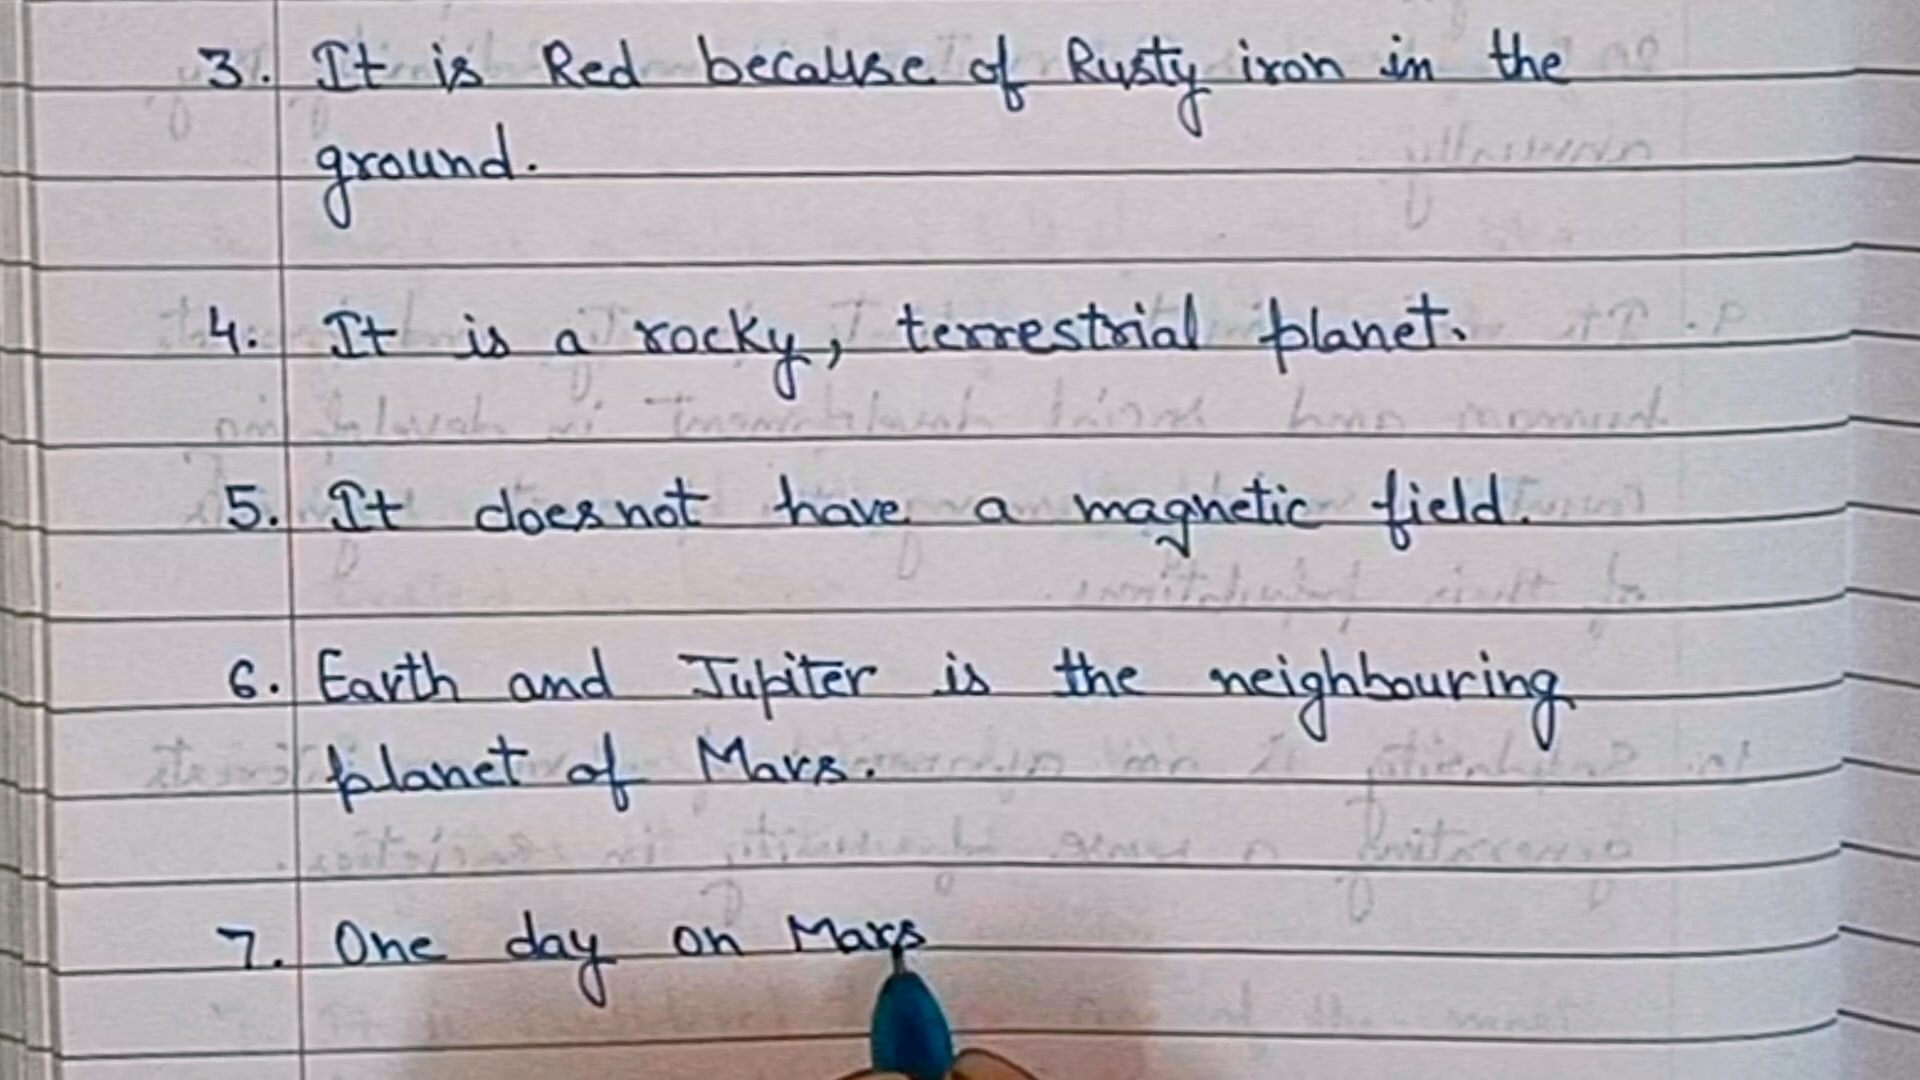 3. It is Red because of Rusty iron in the
ground.
4. It is a rocky, terrestrial planet.
5. It does not have a magnetic field.
6. Earth and Jupiter is the neighbouring
planet of Mars.
7. One day on Mars